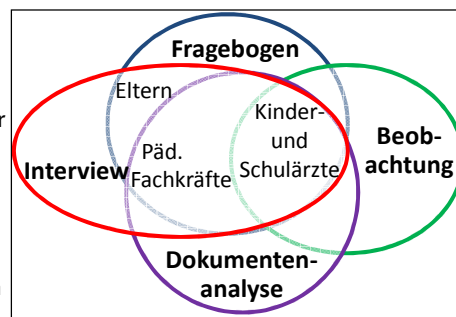 Fragebogen
Eltern
Kinder-
und
Schulärzte
Beob-
achtung
Interview
Päd.
Fachkräfte
Dokumenten-
analyse
r